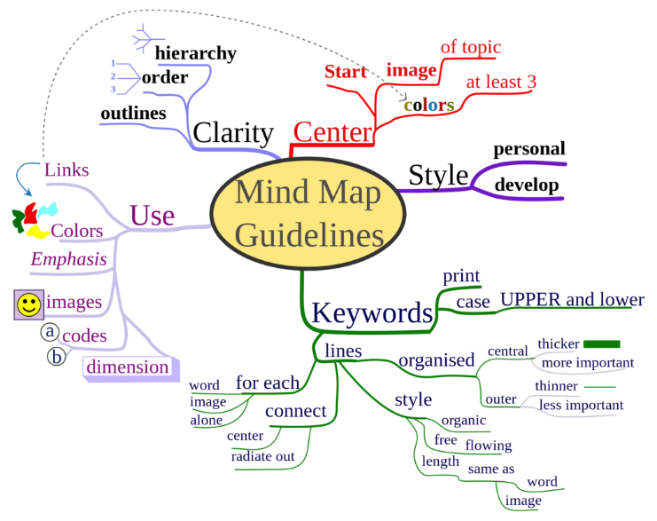 Mind Map
Guidelines
Center
Start
image
of topic
colors
at least 3
Style
personal
develop
Keywords
print
case
UPPER and lower
lines
organised
central
thicker
more important
outer
thinner
less important
style
organic
free
flowing
length
same as
word
image
connect
center
radiate out
for each
word
image
alone
Use
Links
Colors
Emphasis
images
codes
a
b
dimension
Clarity
hierarchy
order
1
2
3
outlines